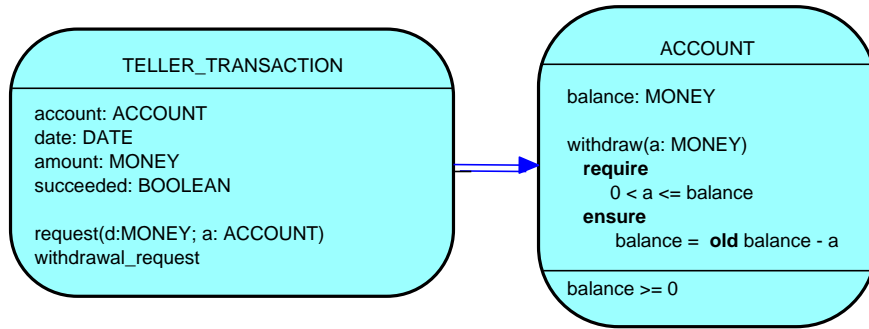 TELLER_TRANSACTION
account: ACCOUNT
date: DATE
amount: MONEY
succeeded: BOOLEAN
request(d:MONEY; a: ACCOUNT)
withdrawal_request
ACCOUNT
balance: MONEY
withdraw(a: MONEY)
require
0 < a <= balance
ensure
balance = old balance - a
balance >= 0